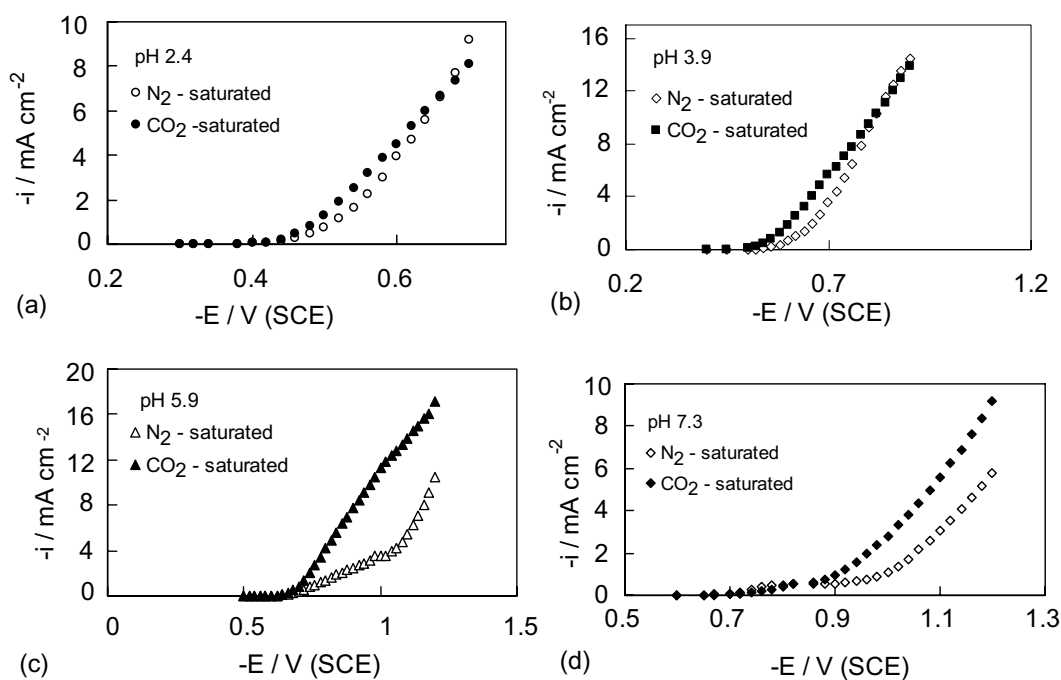 10
8
6
4
2
0
-i / mA cm-2
pH 2.4
N2 - saturated
CO2 -saturated
0.2
0.4
0.6
-E / V (SCE)
(a)
16
12
8
4
0
-i / mA cm-2
pH 3.9
N2 - saturated
CO2 - saturated
0.2
0.7
1.2
-E / V (SCE)
(b)
20
16
12
8
4
0
-i / mA cm-2
pH 5.9
N2 - saturated
CO2 - saturated
0
0.5
1
1.5
-E / V (SCE)
(c)
10
8
6
4
2
0
-i / mA cm-2
pH 7.3
N2 - saturated
CO2 - saturated
0.5
0.7
0.9
1.1
1.3
-E / V (SCE)
(d)